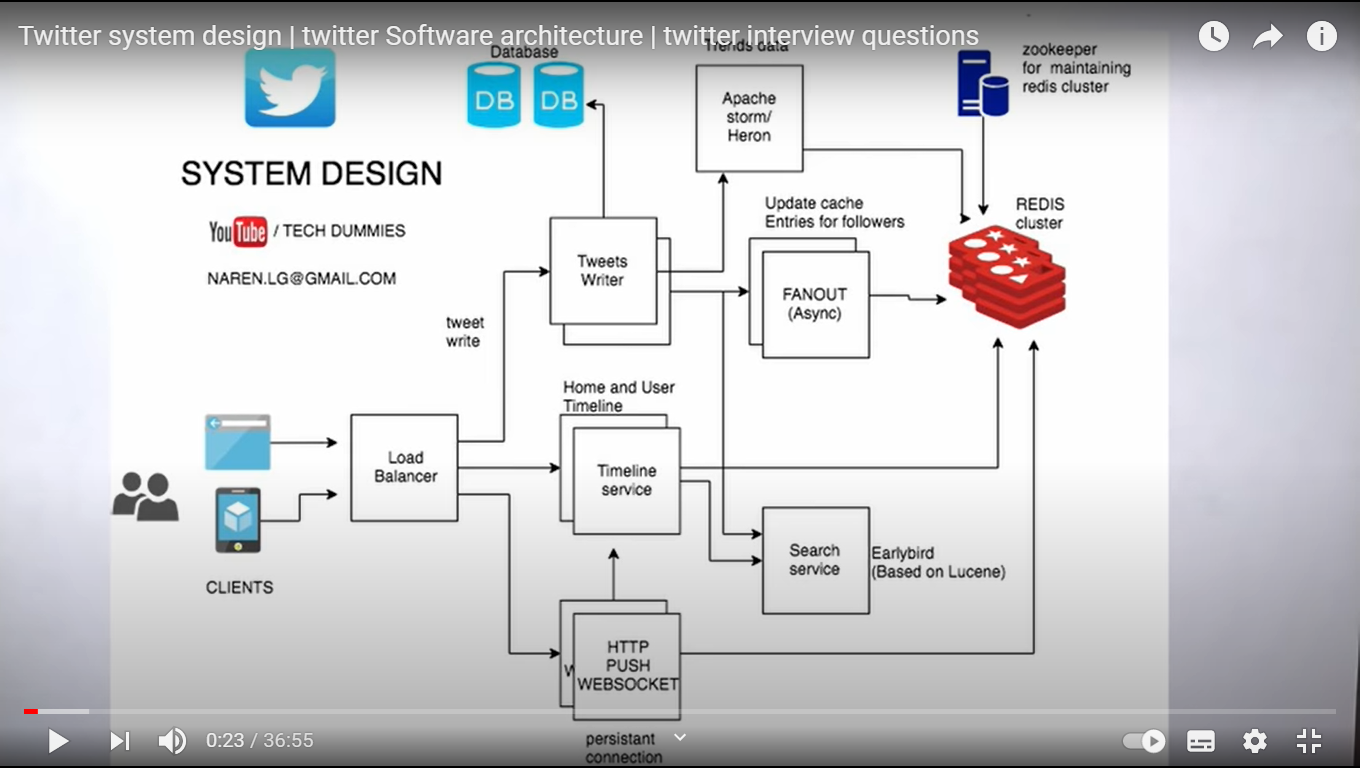 Twitter system design | twitter Software architecture | twitter interview questions
Database
DB
DB
Trends data
Apache
storm/
Heron
zookeeper
for maintaining
redis cluster
SYSTEM DESIGN
YouTube / TECH DUMMIES
NAREN.LG@GMAIL.COM
Update cache
Entries for followers
REDIS
cluster
Tweets
Writer
FANOUT
(Async)
tweet
write
Home and User
Timeline
Load
Balancer
Timeline
service
CLIENTS
Search
service
Earlybird
(Based on Lucene)
W
HTTP
PUSH
WEBSOCKET
persistant
connection
0:23 / 36:55